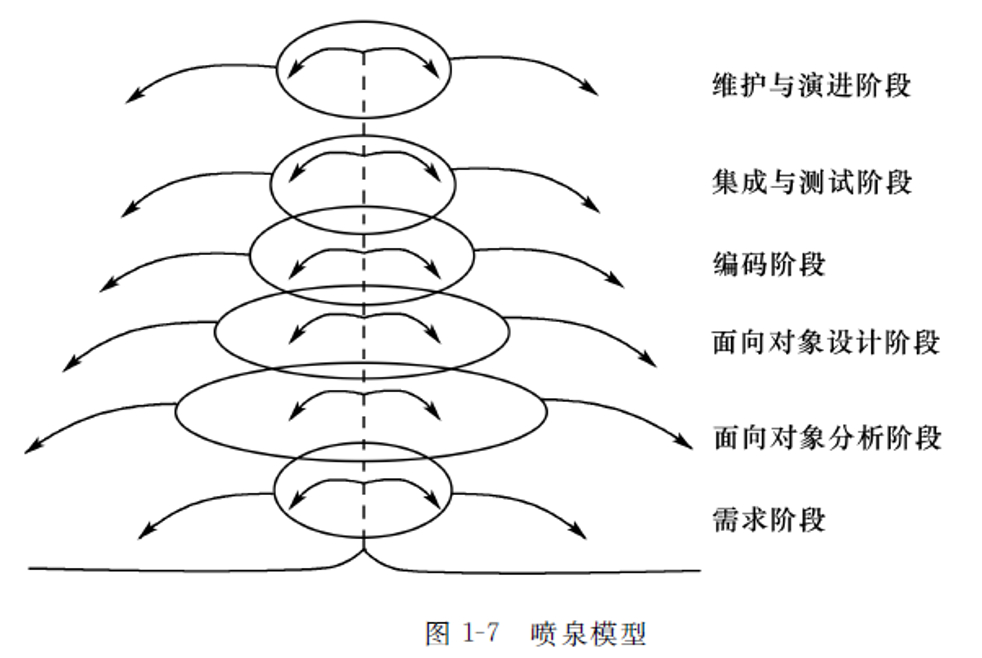 维护与演进阶段
集成与测试阶段
编码阶段
面向对象设计阶段
面向对象分析阶段
需求阶段
图 1-7 喷泉模型